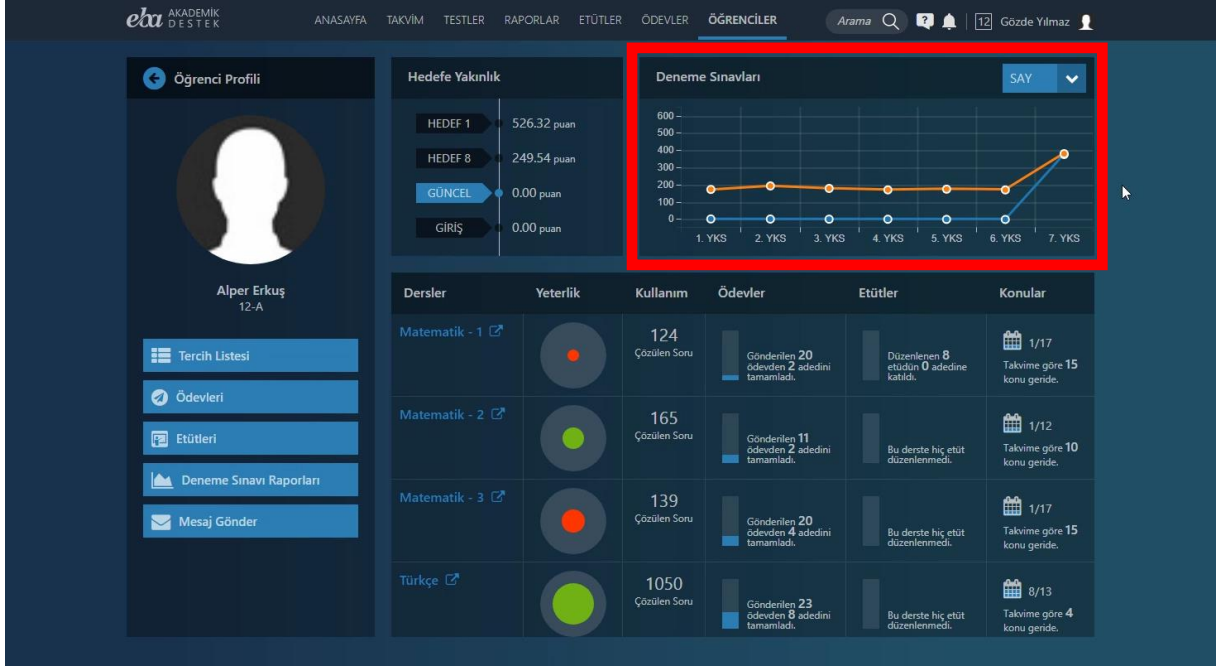 eba AKADEMİK DESTEK
ANASAYFA TAKVİM TESTLER RAPORLAR ETÜTLER ÖDEVLER ÖĞRENCİLER Arama 12 Gözde Yılmaz
Öğrenci Profili
Alper Erkuş
12-A
Tercih Listesi
Ödevleri
Etütleri
Deneme Sınavı Raporları
Mesaj Gönder
Hedefe Yakınlık
HEDEF 1 526.32 puan
HEDEF 8 249.54 puan
GÜNCEL 0.00 puan
GİRİŞ 0.00 puan
Deneme Sınavları SAY
600
500
400
300
200
100
0
1. YKS 2. YKS 3. YKS 4. YKS 5. YKS 6. YKS 7. YKS
Dersler Yeterlik Kullanım Ödevler Etütler Konular
Matematik - 1
124
Çözülen Soru
Gönderilen 20
ödevden 2 adedini
tamamladı.
Düzenlenen 8
etüdün 0 adedine
katıldı.
1/17
Takvime göre 15
konu geride.
Matematik - 2
165
Çözülen Soru
Gönderilen 11
ödevden 2 adedini
tamamladı.
Bu derste hiç etüt
düzenlenmedi.
1/12
Takvime göre 10
konu geride.
Matematik - 3
139
Çözülen Soru
Gönderilen 20
ödevden 4 adedini
tamamladı.
Bu derste hiç etüt
düzenlenmedi.
1/17
Takvime göre 15
konu geride.
Türkçe
1050
Çözülen Soru
Gönderilen 23
ödevden 8 adedini
tamamladı.
Bu derste hiç etüt
düzenlenmedi.
8/13
Takvime göre 4
konu geride.